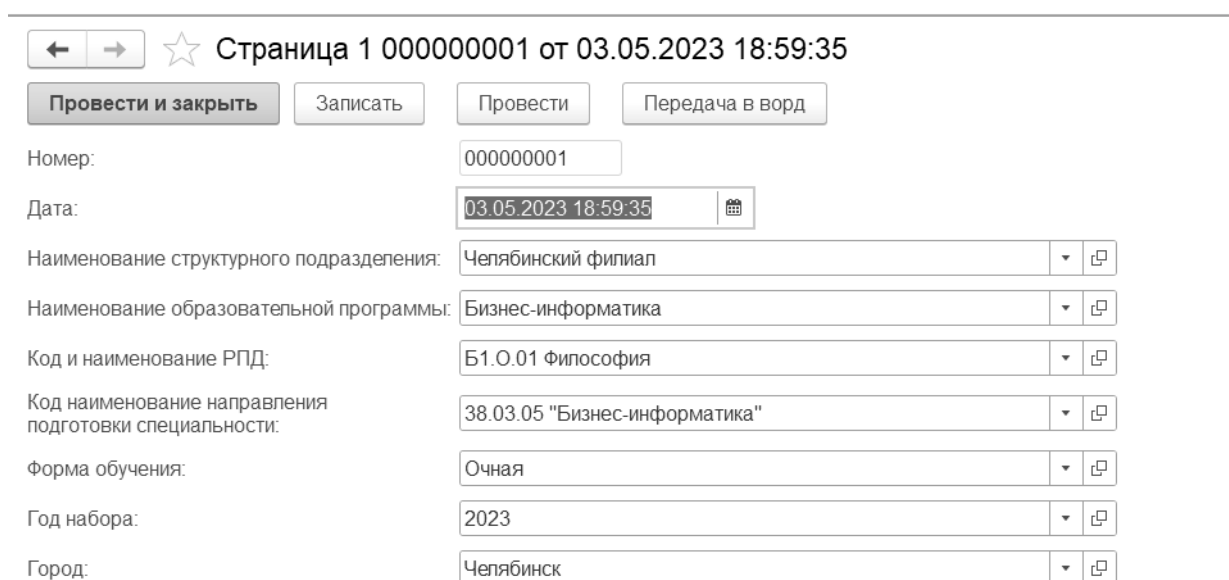 Страница 1 000000001 от 03.05.2023 18:59:35
Провести и закрыть Записать Провести Передача в ворд
Номер: 000000001
Дата: 03.05.2023 18:59:35
Наименование структурного подразделения: Челябинский филиал
Наименование образовательной программы: Бизнес-информатика
Код и наименование РПД: Б1.О.01 Философия
Код наименование направления
подготовки специальности: 38.03.05 "Бизнес-информатика"
Форма обучения: Очная
Год набора: 2023
Город: Челябинск